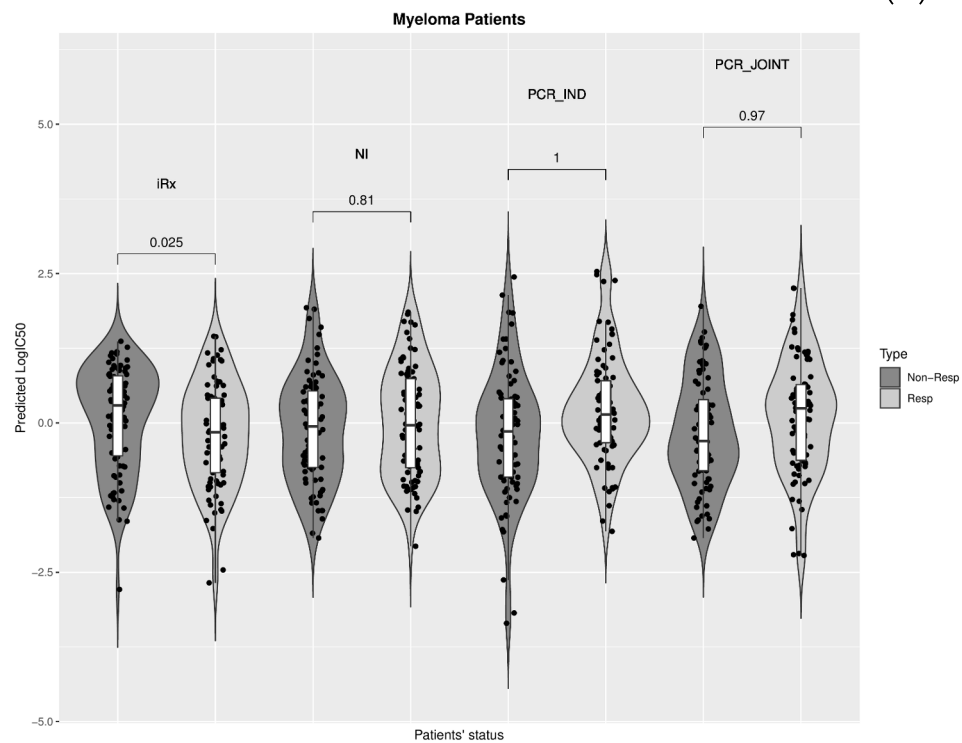 Myeloma Patients
PCR_JOINT
PCR_IND
0.97
5.0
1
NI
iRx
0.81
0.025
2.5
Predicted LogIC50
Type
Non-Resp
Resp
0.0
−2.5
−5.0
Patients' status